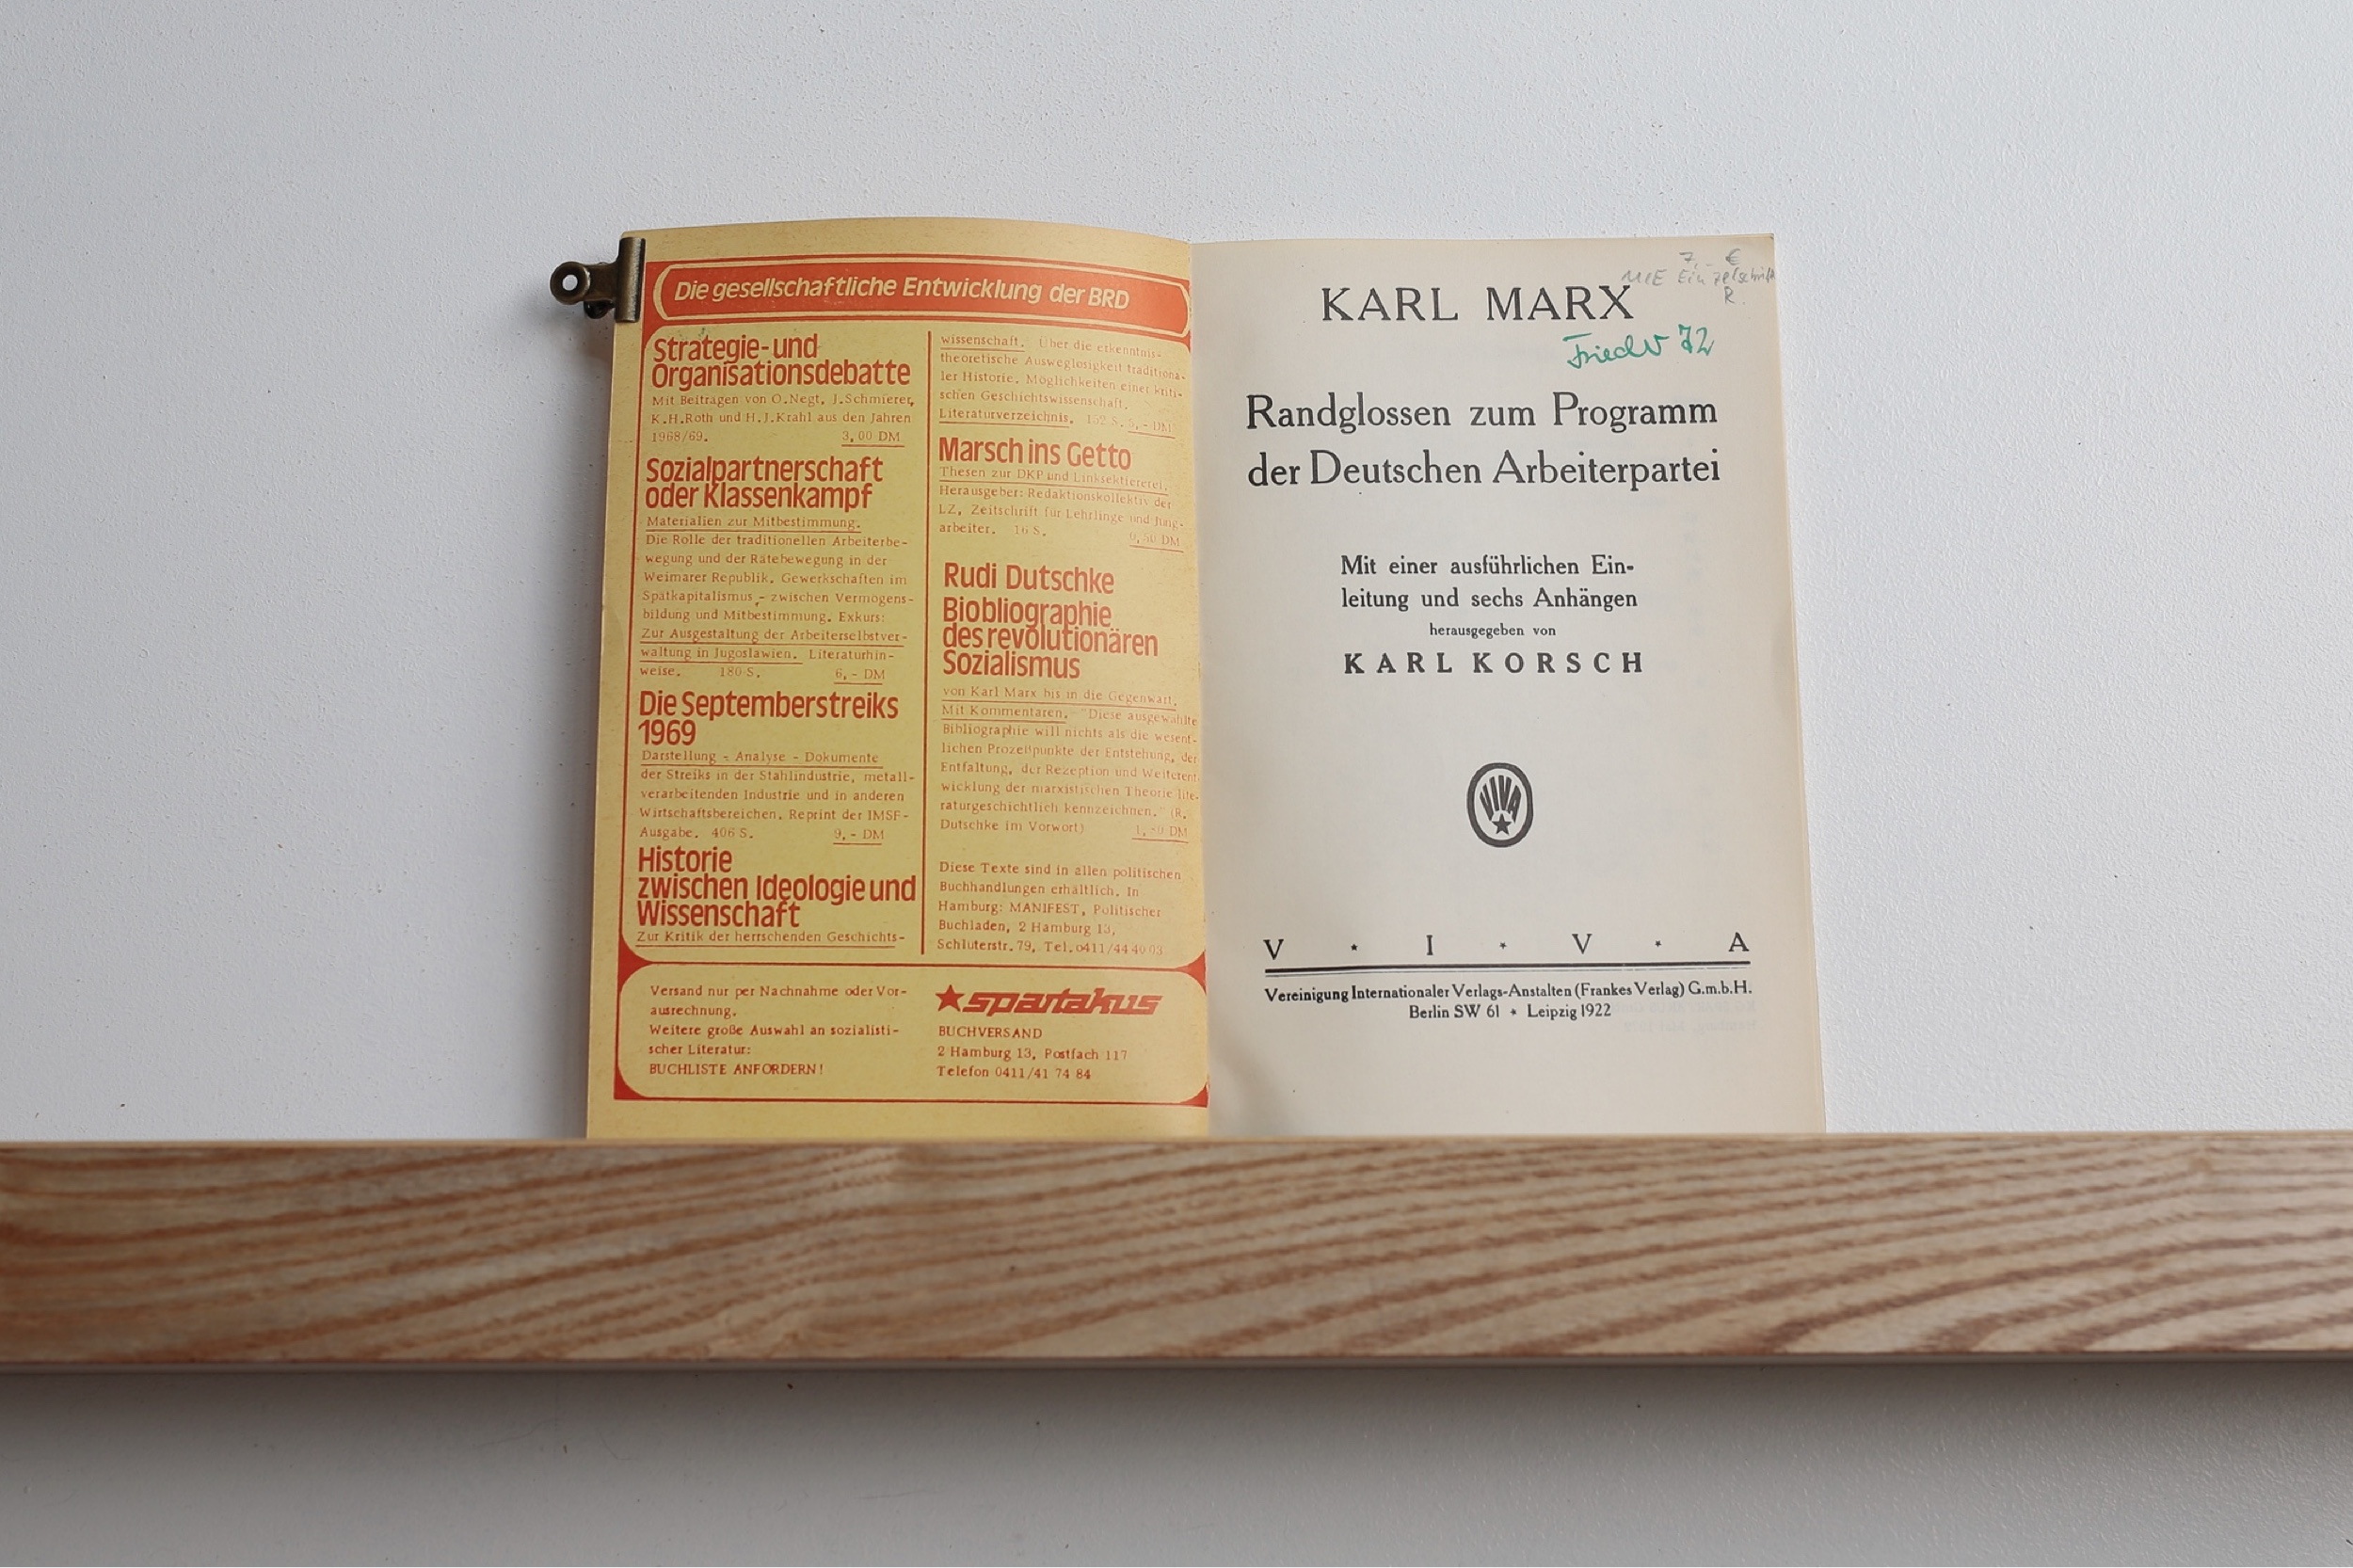 Die gesellschaftliche Entwicklung der BRD
Strategie-und
Organisationsdebatte
Mit Beiträgen von O.Negt, J.Schmierer,
K.H.Roth und H.J.Krahl aus den Jahren
1968/69. 3,00 DM
Sozialpartnerschaft
oder Klassenkampf
Materialien zur Mitbestimmung.
Die Rolle der traditionellen Arbeiterbe-
wegung und der Rätebewegung in der
Weimarer Republik. Gewerkschaften im
Spätkapitalismus - zwischen Vermögens-
bildung und Mitbestimmung. Exkurs:
Zur Ausgestaltung der Arbeiterselbstver-
waltung in Jugoslawien. Literaturhin-
weise. 180 S. 6,- DM
Die Septemberstreiks
1969
Darstellung - Analyse - Dokumente
der Streiks in der Stahlindustrie, metall-
verarbeitenden Industrie und in anderen
Wirtschaftsbereichen. Reprint der IMSF-
Ausgabe. 406 S. 9,- DM
Historie
zwischen Ideologie und
Wissenschaft
Zur Kritik der herrschenden Geschichts-
wissenschaft. Über die erkenntnis-
theoretische Ausweglosigkeit traditiona-
ler Historie. Möglichkeiten einer kriti-
schen Geschichtswissenschaft.
Literaturverzeichnis. 152 S. 5,- DM
Marsch ins Getto
Thesen zur DKP und Linksektiererei.
Herausgeber: Redaktionskollektiv der
LZ, Zeitschrift für Lehrlinge und Jung-
arbeiter. 16 S. 0,50 DM
Rudi Dutschke
Biobliographie
des revolutionären
Sozialismus
von Karl Marx bis in die Gegenwart.
Mit Kommentaren. "Diese ausgewählte
Bibliographie will nichts als die wesent-
lichen Prozeßpunkte der Entstehung, der
Entfaltung, der Rezeption und Weiterent-
wicklung der marxistischen Theorie lite-
raturgeschichtlich kennzeichnen." (R.
Dutschke im Vorwort) DM
Diese Texte sind in allen politischen
Buchhandlungen erhältlich. In
Hamburg: MANIFEST, Politischer
Buchladen, 2 Hamburg 13,
Schlüterstr. 79, Tel. 0411/44 40 03
Versand nur per Nachnahme oder Vor-
ausrechnung.
Weitere große Auswahl an sozialisti-
scher Literatur:
BUCHLISTE ANFORDERN!
spartakus
BUCHVERSAND
2 Hamburg 13, Postfach 117
Telefon 0411/41 74 84
7,- €
Einzelschrift
R.
KARL MARX
72
Randglossen zum Programm
der Deutschen Arbeiterpartei
Mit einer ausführlichen Ein-
leitung und sechs Anhängen
herausgegeben von
KARL KORSCH
VIVA
V ⋆ I ⋆ V ⋆ A
Vereinigung Internationaler Verlags-Anstalten (Frankes Verlag) G.m.b.H.
Berlin SW 61 ⋆ Leipzig 1922